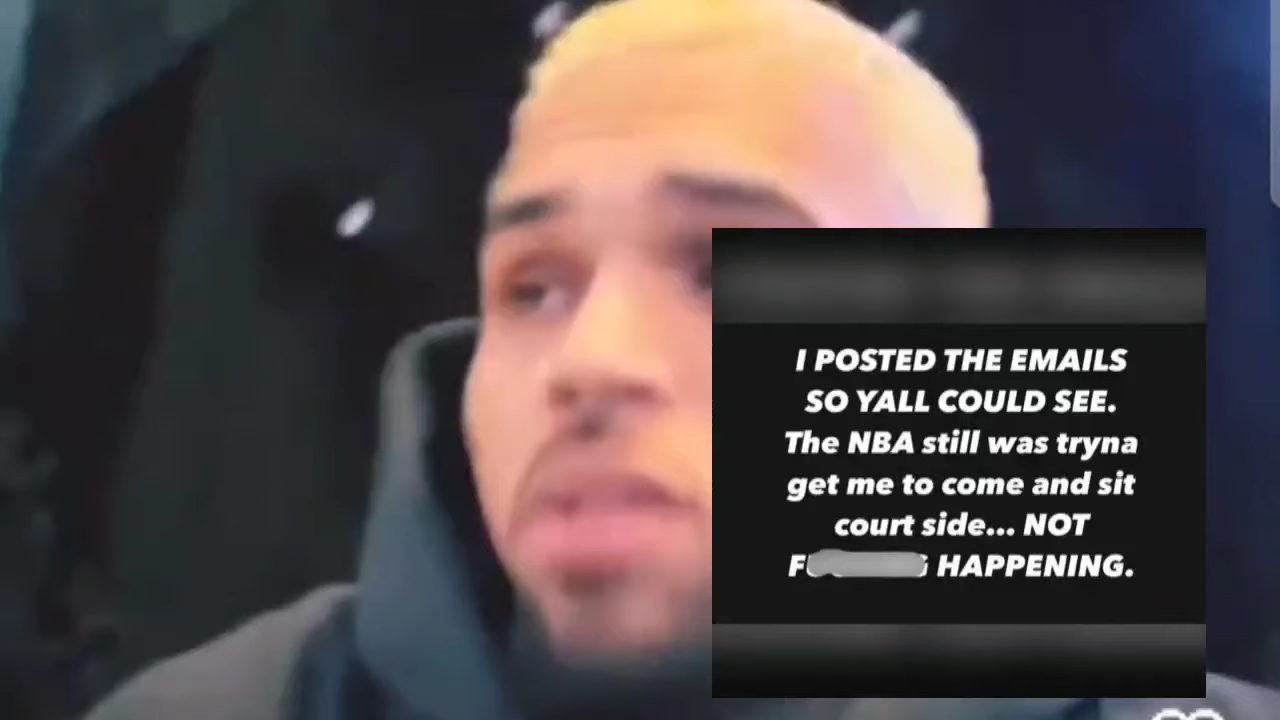 I POSTED THE EMAILS
SO YALL COULD SEE.
The NBA still was tryna
get me to come and sit
court side... NOT
HAPPENING.